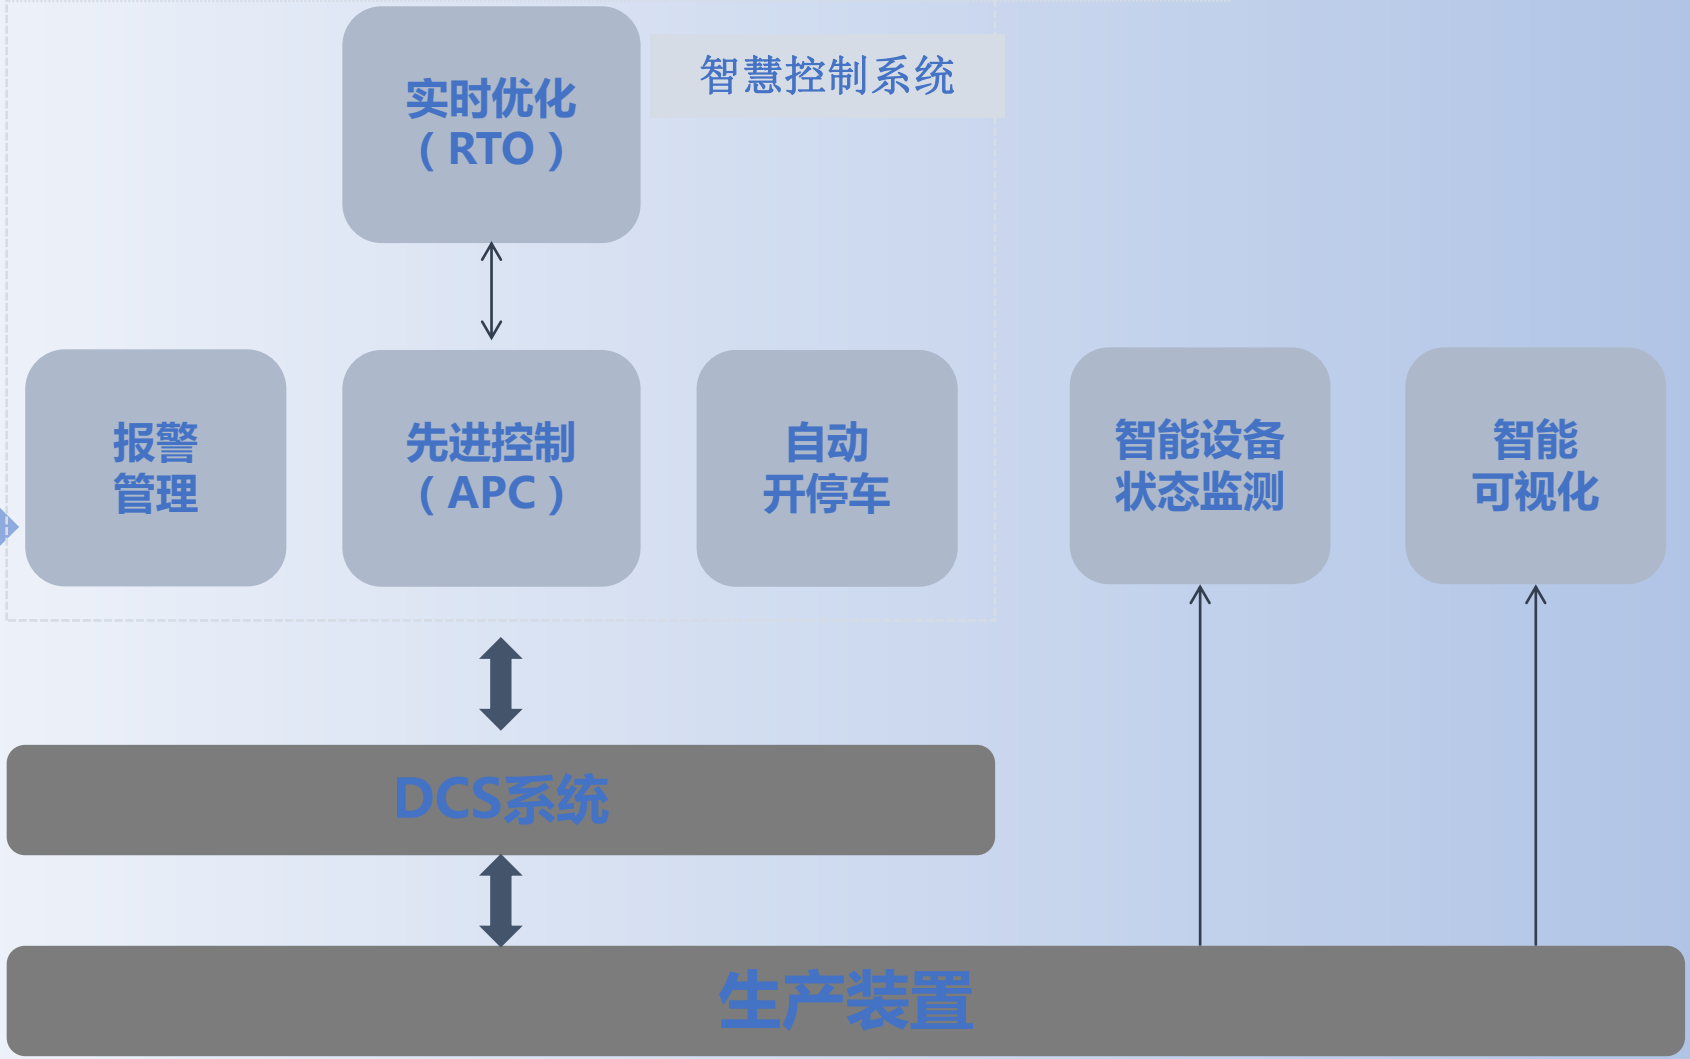 实时优化
（RTO）
智慧控制系统
报警
管理
先进控制
（APC）
自动
开停车
智能设备
状态监测
智能
可视化
DCS系统
生产装置